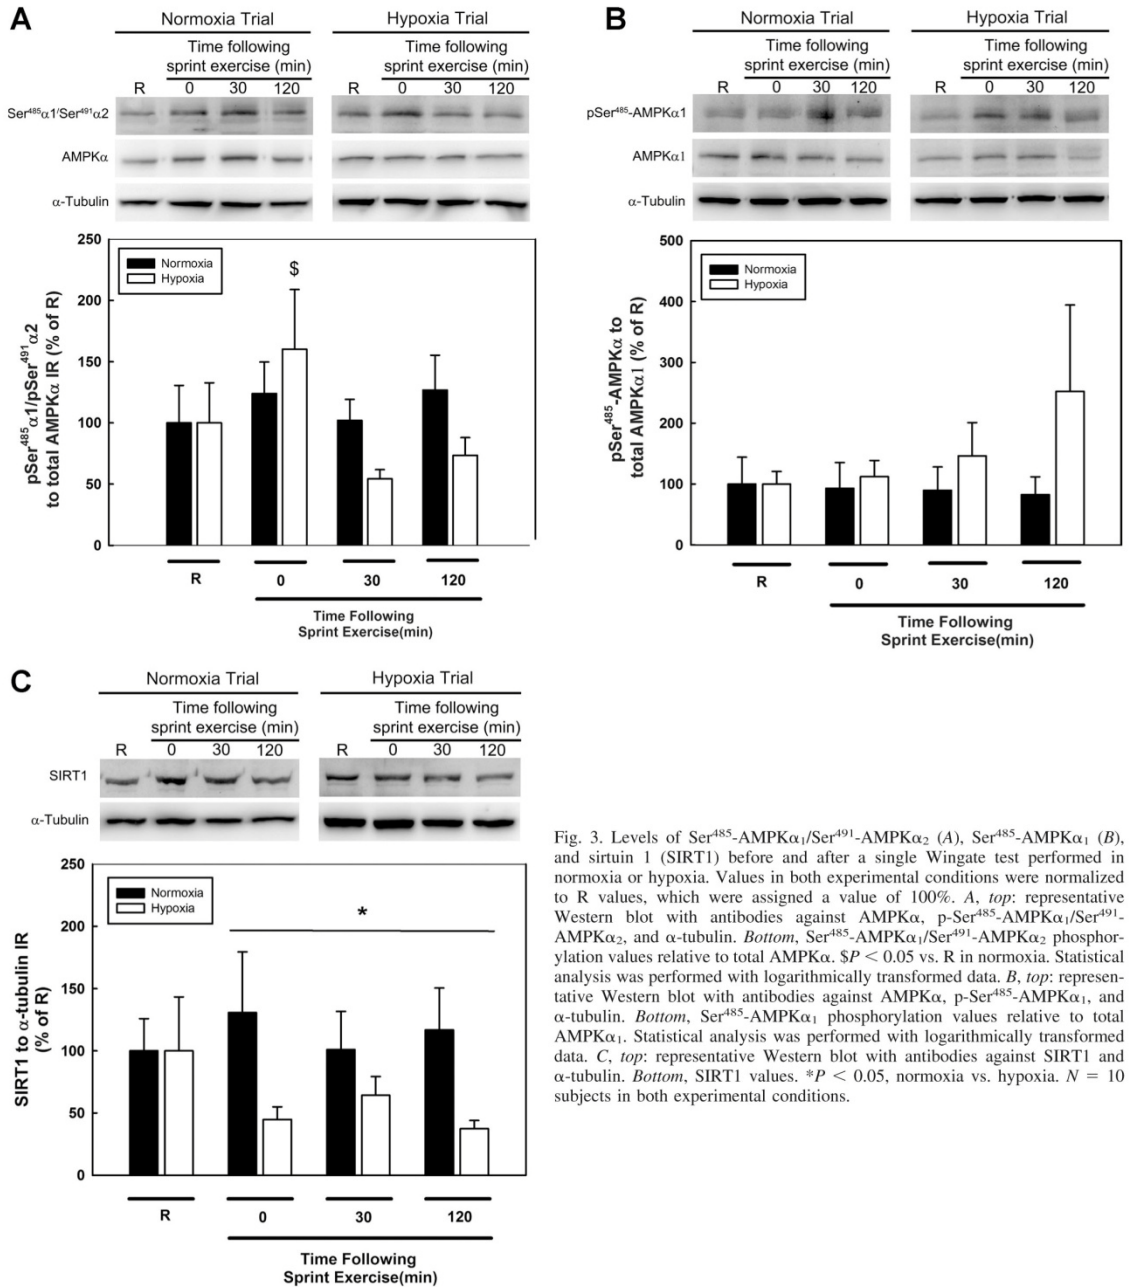 A
Normoxia Trial
Hypoxia Trial
Time following
sprint exercise (min)
Time following
sprint exercise (min)
R 0 30 120
R 0 30 120
Ser⁴⁸⁵α1/Ser⁴⁹¹α2
AMPKα
α-Tubulin
250
200
150
100
50
0
pSer⁴⁸⁵α1/pSer⁴⁹¹α2
to total AMPKα IR (% of R)
Normoxia
Hypoxia
$
R 0 30 120
Time Following
Sprint Exercise(min)
B
Normoxia Trial
Hypoxia Trial
Time following
sprint exercise (min)
Time following
sprint exercise (min)
R 0 30 120
R 0 30 120
pSer⁴⁸⁵-AMPKα1
AMPKα1
α-Tubulin
500
400
300
200
100
0
pSer⁴⁸⁵-AMPKα to
total AMPKα1 (% of R)
Normoxia
Hypoxia
R 0 30 120
Time Following
Sprint Exercise(min)
C
Normoxia Trial
Hypoxia Trial
Time following
sprint exercise (min)
Time following
sprint exercise (min)
R 0 30 120
R 0 30 120
SIRT1
α-Tubulin
250
200
150
100
50
0
SIRT1 to α-tubulin IR
(% of R)
Normoxia
Hypoxia
*
R 0 30 120
Time Following
Sprint Exercise(min)
Fig. 3. Levels of Ser⁴⁸⁵-AMPKα₁/Ser⁴⁹¹-AMPKα₂ (A), Ser⁴⁸⁵-AMPKα₁ (B),
and sirtuin 1 (SIRT1) before and after a single Wingate test performed in
normoxia or hypoxia. Values in both experimental conditions were normalized
to R values, which were assigned a value of 100%. A, top: representative
Western blot with antibodies against AMPKα, p-Ser⁴⁸⁵-AMPKα₁/Ser⁴⁹¹-
AMPKα₂, and α-tubulin. Bottom, Ser⁴⁸⁵-AMPKα₁/Ser⁴⁹¹-AMPKα₂ phosphor-
ylation values relative to total AMPKα. $P < 0.05 vs. R in normoxia. Statistical
analysis was performed with logarithmically transformed data. B, top: represen-
tative Western blot with antibodies against AMPKα, p-Ser⁴⁸⁵-AMPKα₁, and
α-tubulin. Bottom, Ser⁴⁸⁵-AMPKα₁ phosphorylation values relative to total
AMPKα₁. Statistical analysis was performed with logarithmically transformed
data. C, top: representative Western blot with antibodies against SIRT1 and
α-tubulin. Bottom, SIRT1 values. *P < 0.05, normoxia vs. hypoxia. N = 10
subjects in both experimental conditions.